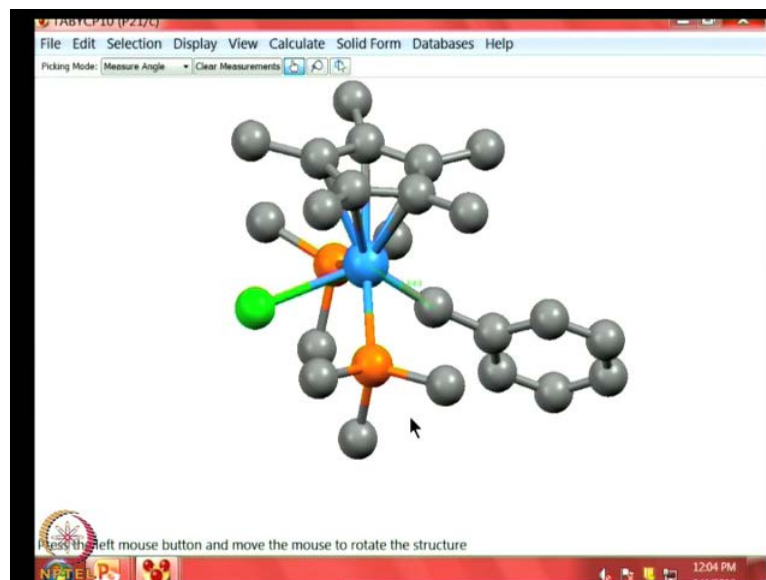 TABYCP10 (P21/c)
File Edit Selection Display View Calculate Solid Form Databases Help
Picking Mode: Measure Angle Clear Measurements
Press the left mouse button and move the mouse to rotate the structure
NPTEL
12:04 PM